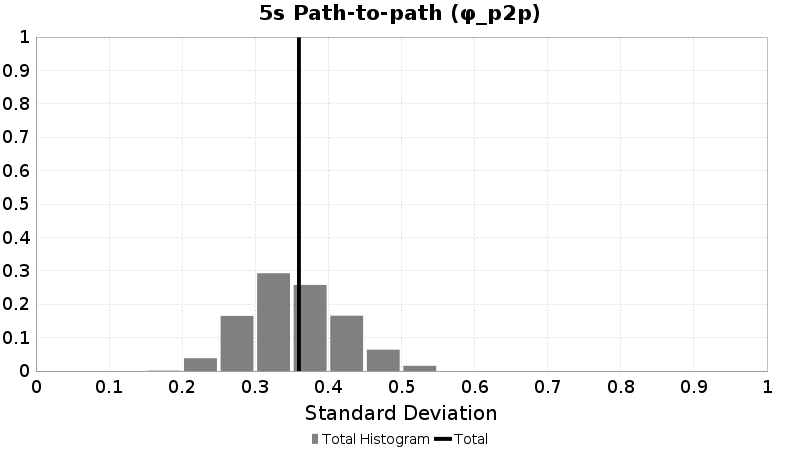 5s Path-to-path (φ_p2p)
1
0.9
0.8
0.7
0.6
0.5
0.4
0.3
0.2
0.1
0
0 0.1 0.2 0.3 0.4 0.5 0.6 0.7 0.8 0.9 1
Standard Deviation
Total Histogram Total